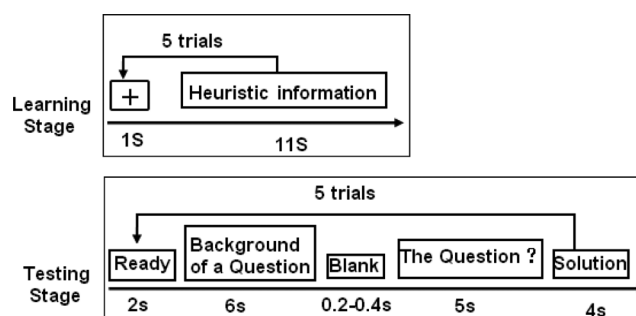 5 trials
+
Heuristic information
Learning
Stage
1S
11S
5 trials
Ready
Background
of a Question
Blank
The Question ?
Solution
Testing
Stage
2s
6s
0.2-0.4s
5s
4s